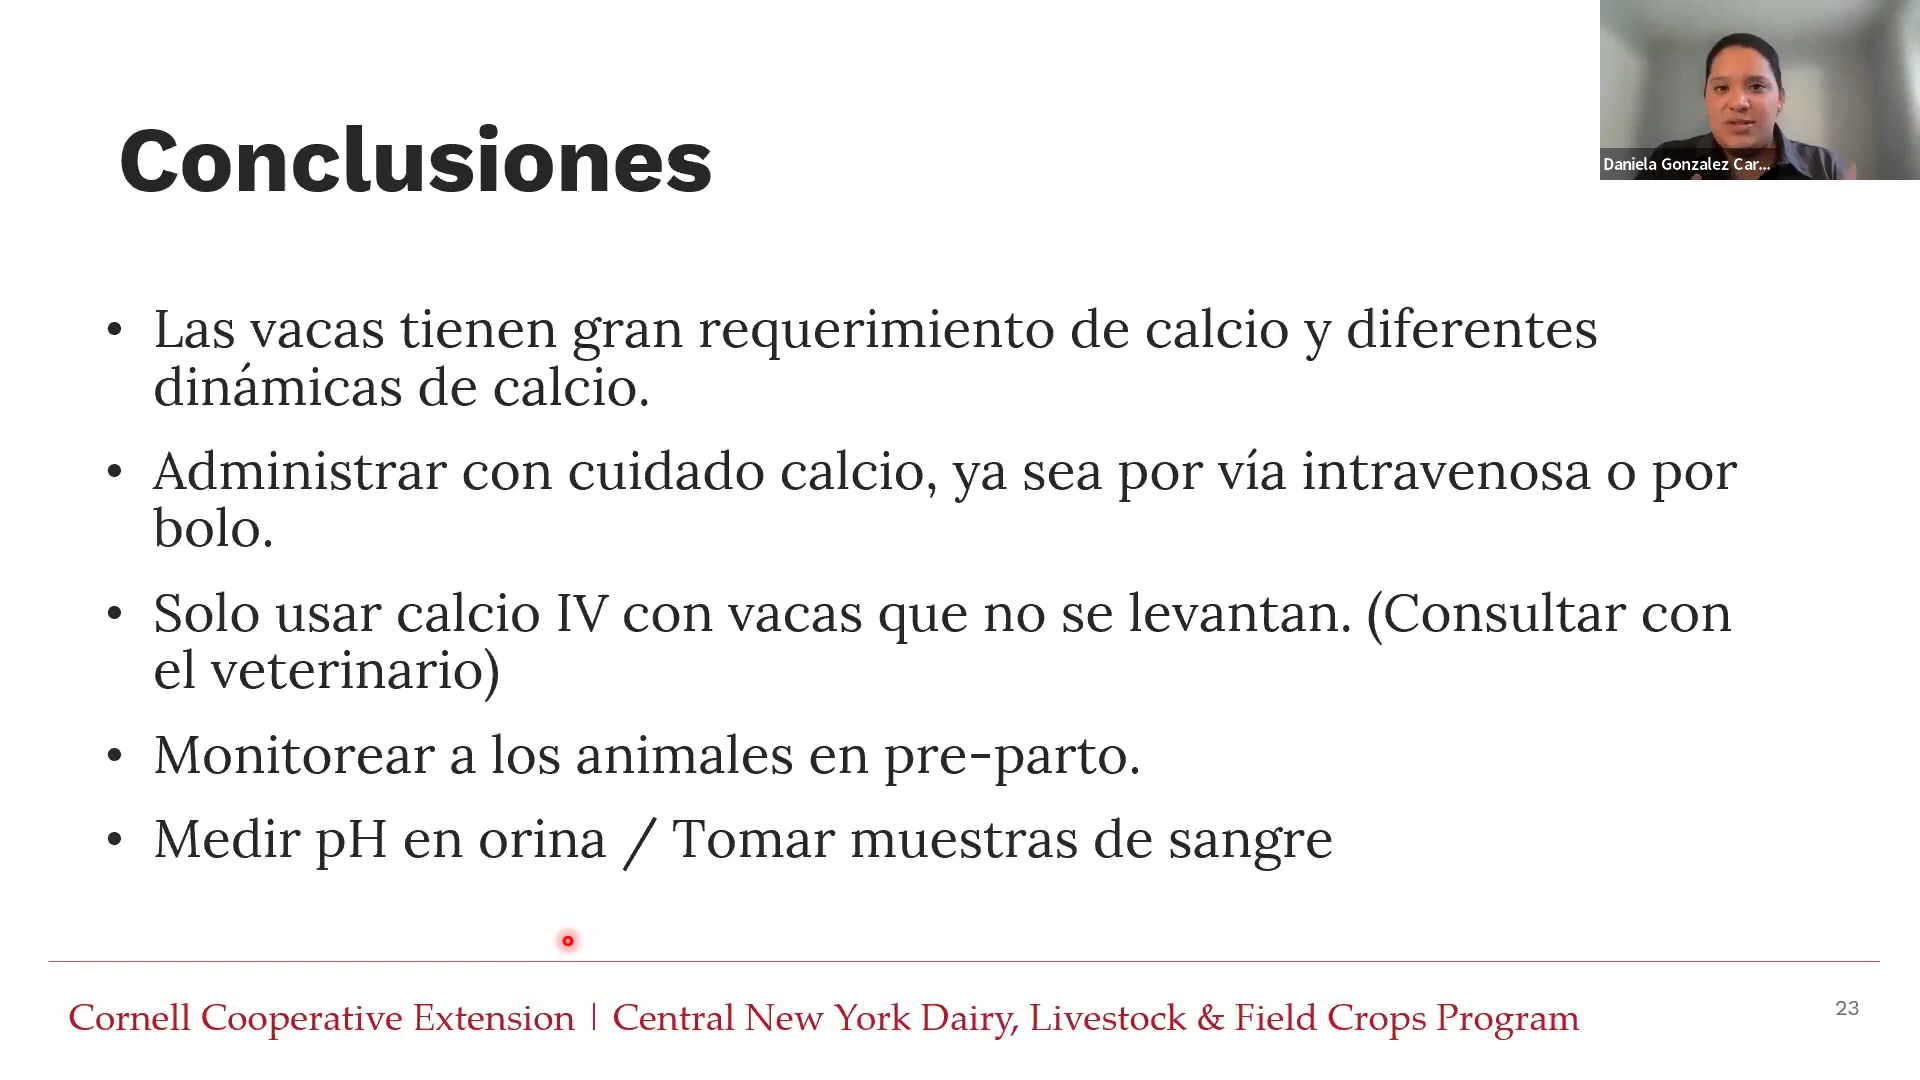 Daniela Gonzalez Car...
Conclusiones
• Las vacas tienen gran requerimiento de calcio y diferentes
dinámicas de calcio.
• Administrar con cuidado calcio, ya sea por vía intravenosa o por
bolo.
• Solo usar calcio IV con vacas que no se levantan. (Consultar con
el veterinario)
• Monitorear a los animales en pre-parto.
• Medir pH en orina / Tomar muestras de sangre
Cornell Cooperative Extension | Central New York Dairy, Livestock & Field Crops Program
23